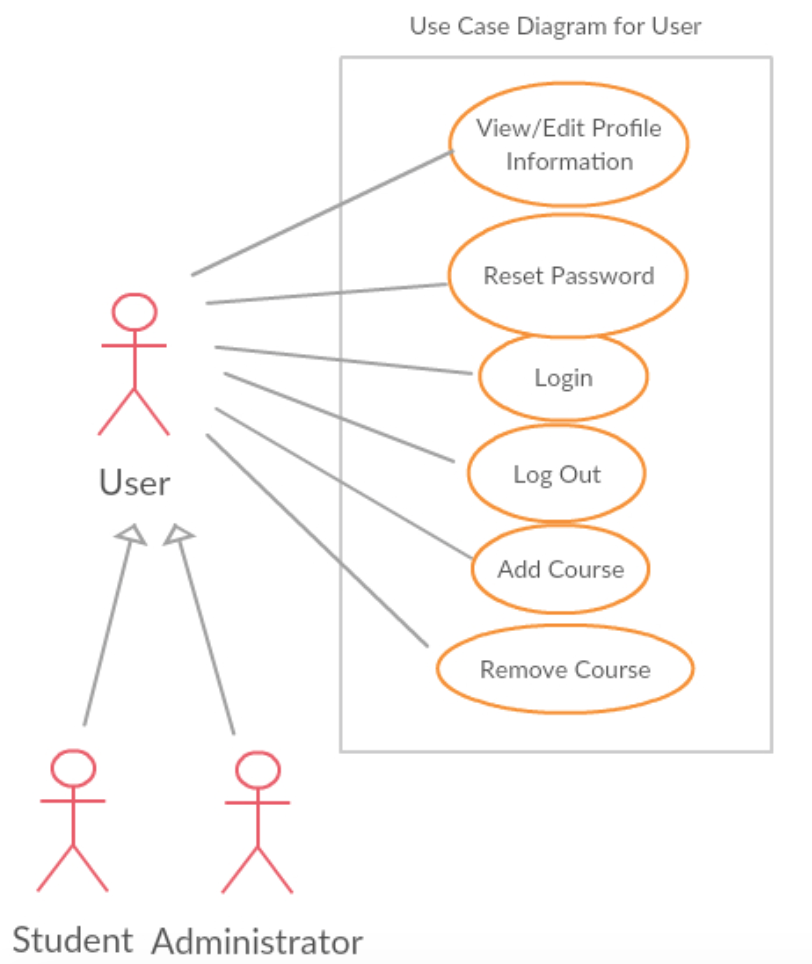 Use Case Diagram for User
View/Edit Profile
Information
Reset Password
Login
Log Out
Add Course
Remove Course
User
Student
Administrator